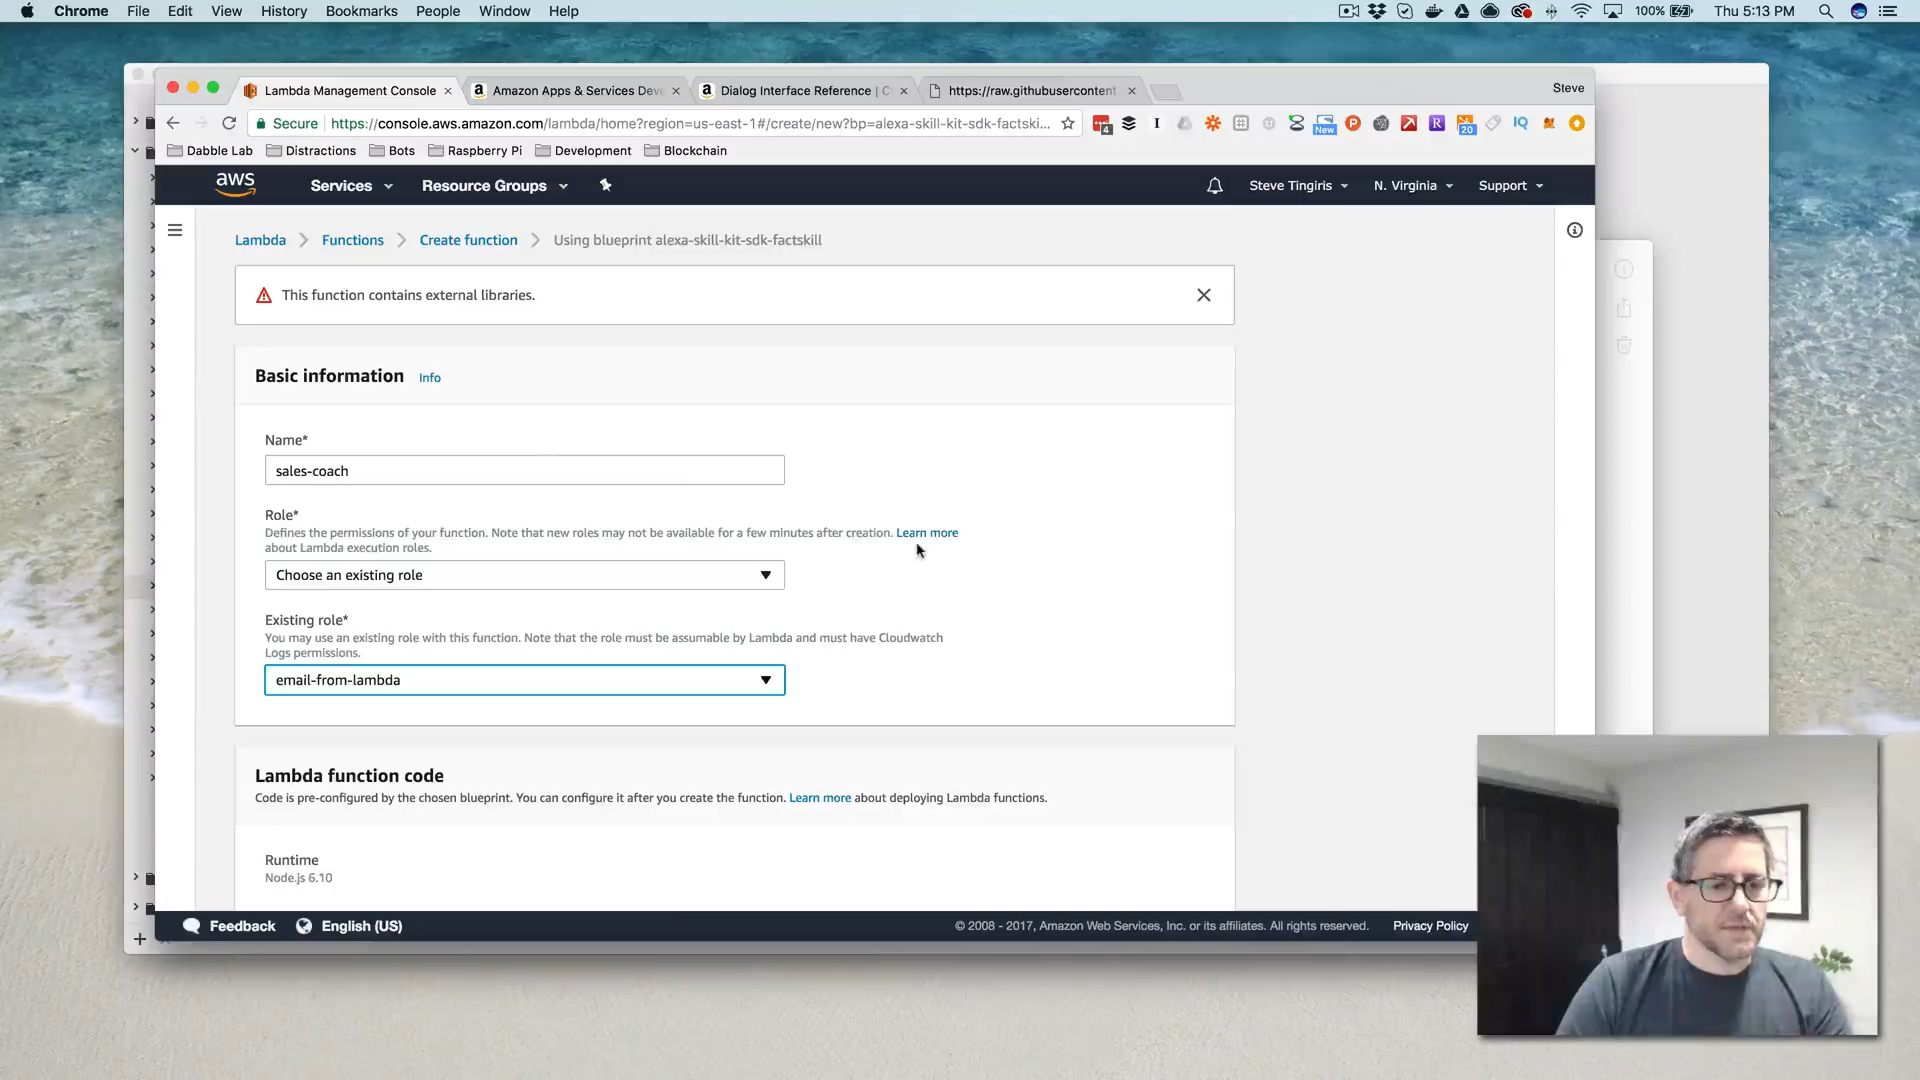 Chrome File Edit View History Bookmarks People Window Help
100% Thu 5:13 PM
Lambda Management Console
Amazon Apps & Services Deve
Dialog Interface Reference | C
https://raw.githubusercontent
Steve
Secure https://console.aws.amazon.com/lambda/home?region=us-east-1#/create/new?bp=alexa-skill-kit-sdk-factski...
4
New
20
IQ
Dabble Lab Distractions Bots Raspberry Pi Development Blockchain
aws Services Resource Groups Steve Tingiris N. Virginia Support
Lambda Functions Create function Using blueprint alexa-skill-kit-sdk-factskill
This function contains external libraries.
Basic information Info
Name*
sales-coach
Role*
Defines the permissions of your function. Note that new roles may not be available for a few minutes after creation. Learn more
about Lambda execution roles.
Choose an existing role
Existing role*
You may use an existing role with this function. Note that the role must be assumable by Lambda and must have Cloudwatch
Logs permissions.
email-from-lambda
Lambda function code
Code is pre-configured by the chosen blueprint. You can configure it after you create the function. Learn more about deploying Lambda functions.
Runtime
Node.js 6.10
Feedback English (US)
© 2008 - 2017, Amazon Web Services, Inc. or its affiliates. All rights reserved. Privacy Policy